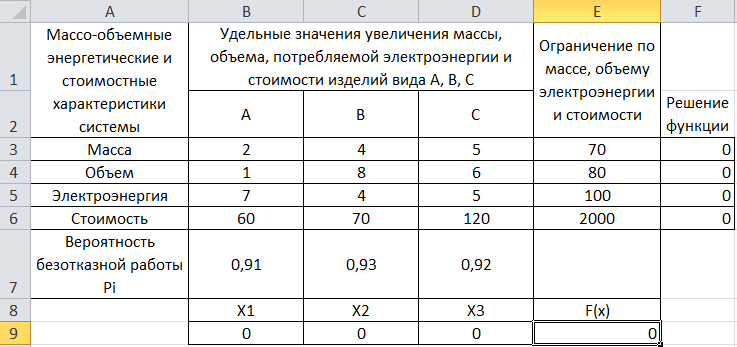 A B C D E F
1 Массо-объемные энергетические и стоимостные характеристики системы Удельные значения увеличения массы, объема, потребляемой электроэнергии и стоимости изделий вида А, В, С Ограничение по массе, объему электроэнергии и стоимости
2 А В С Решение функции
3 Масса 2 4 5 70 0
4 Объем 1 8 6 80 0
5 Электроэнергия 7 4 5 100 0
6 Стоимость 60 70 120 2000 0
7 Вероятность безотказной работы Pi 0,91 0,93 0,92
8 X1 X2 X3 F(x)
9 0 0 0 0